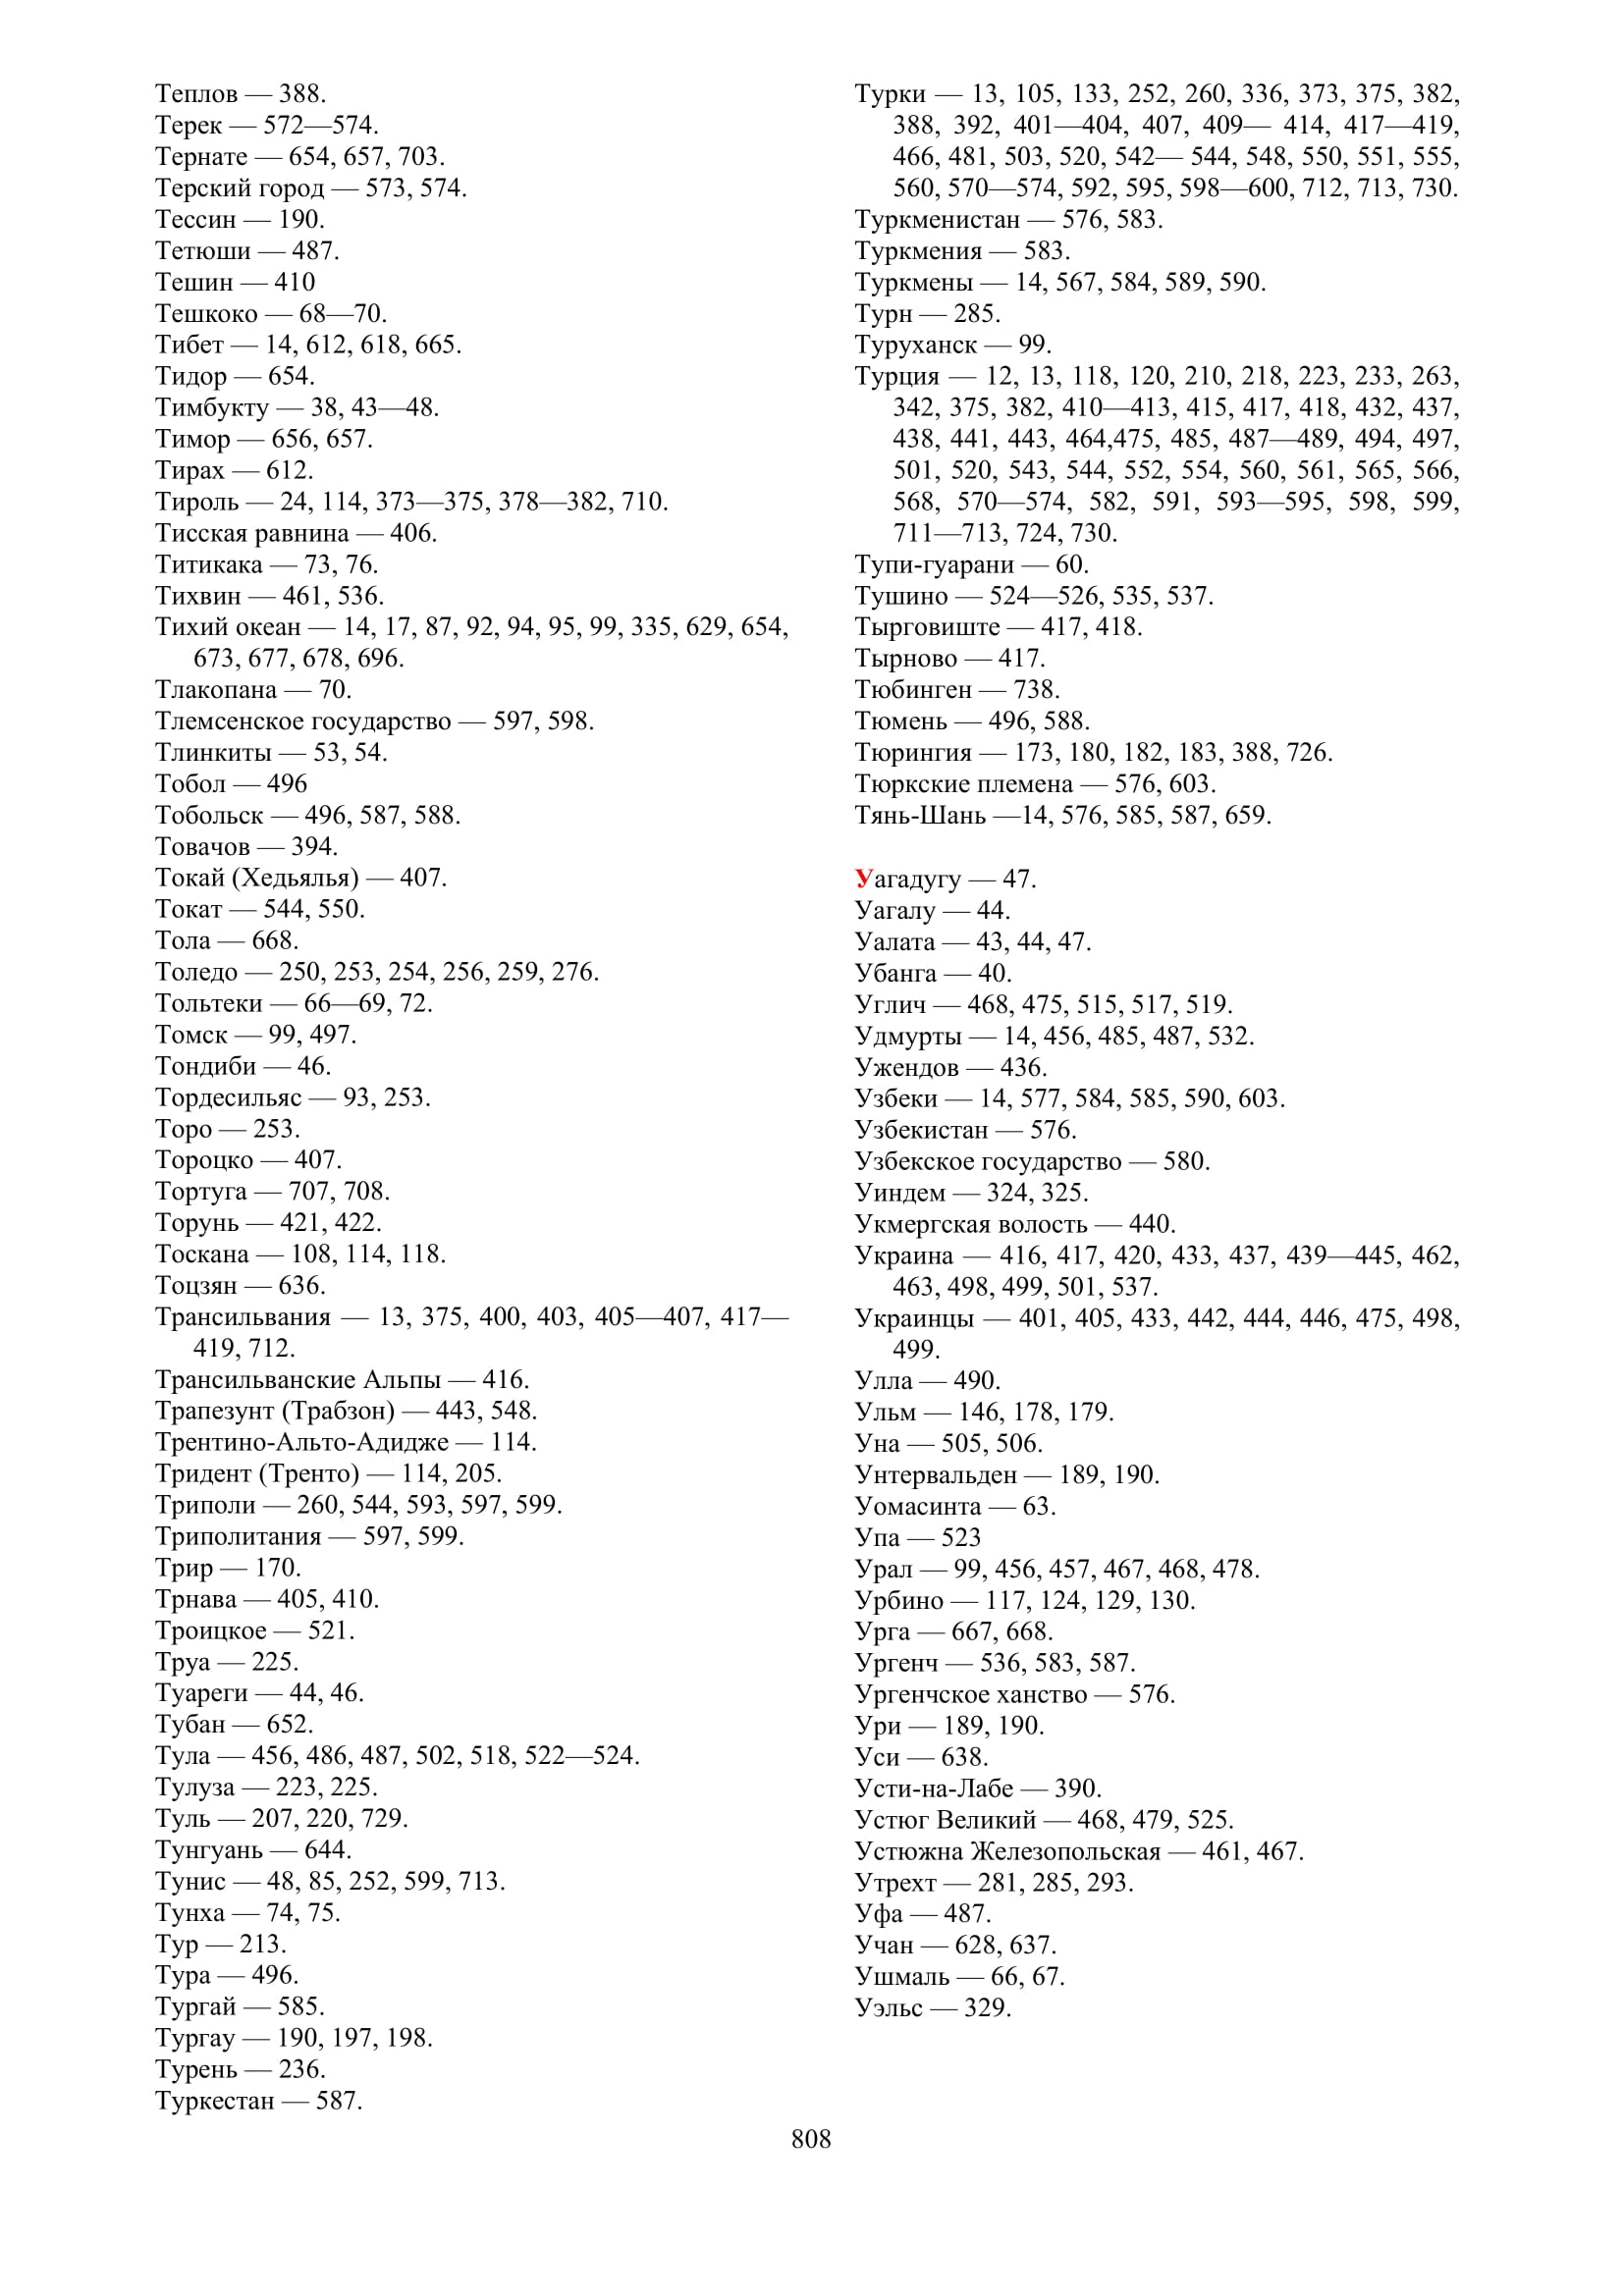 Теплов — 388.
Терек — 572—574.
Тернате — 654, 657, 703.
Терский город — 573, 574.
Тессин — 190.
Тетюши — 487.
Тешин — 410
Тешкоко — 68—70.
Тибет — 14, 612, 618, 665.
Тидор — 654.
Тимбукту — 38, 43—48.
Тимор — 656, 657.
Тирах — 612.
Тироль — 24, 114, 373—375, 378—382, 710.
Тисская равнина — 406.
Титикака — 73, 76.
Тихвин — 461, 536.
Тихий океан — 14, 17, 87, 92, 94, 95, 99, 335, 629, 654,
673, 677, 678, 696.
Тлакопана — 70.
Тлемсенское государство — 597, 598.
Тлинкиты — 53, 54.
Тобол — 496
Тобольск — 496, 587, 588.
Товачов — 394.
Токай (Хедьялья) — 407.
Токат — 544, 550.
Тола — 668.
Толедо — 250, 253, 254, 256, 259, 276.
Тольтеки — 66—69, 72.
Томск — 99, 497.
Тондиби — 46.
Тордесильяс — 93, 253.
Торо — 253.
Тороцко — 407.
Тортуга — 707, 708.
Торунь — 421, 422.
Тоскана — 108, 114, 118.
Тоцзян — 636.
Трансильвания — 13, 375, 400, 403, 405—407, 417—
419, 712.
Трансильванские Альпы — 416.
Трапезунт (Трабзон) — 443, 548.
Трентино-Альто-Адидже — 114.
Тридент (Тренто) — 114, 205.
Триполи — 260, 544, 593, 597, 599.
Триполитания — 597, 599.
Трир — 170.
Трнава — 405, 410.
Троицкое — 521.
Труа — 225.
Туареги — 44, 46.
Тубан — 652.
Тула — 456, 486, 487, 502, 518, 522—524.
Тулуза — 223, 225.
Туль — 207, 220, 729.
Тунгуань — 644.
Тунис — 48, 85, 252, 599, 713.
Тунха — 74, 75.
Тур — 213.
Тура — 496.
Тургай — 585.
Тургау — 190, 197, 198.
Турень — 236.
Туркестан — 587.
Турки — 13, 105, 133, 252, 260, 336, 373, 375, 382,
388, 392, 401—404, 407, 409— 414, 417—419,
466, 481, 503, 520, 542— 544, 548, 550, 551, 555,
560, 570—574, 592, 595, 598—600, 712, 713, 730.
Туркменистан — 576, 583.
Туркмения — 583.
Туркмены — 14, 567, 584, 589, 590.
Турн — 285.
Туруханск — 99.
Турция — 12, 13, 118, 120, 210, 218, 223, 233, 263,
342, 375, 382, 410—413, 415, 417, 418, 432, 437,
438, 441, 443, 464,475, 485, 487—489, 494, 497,
501, 520, 543, 544, 552, 554, 560, 561, 565, 566,
568, 570—574, 582, 591, 593—595, 598, 599,
711—713, 724, 730.
Тупи-гуарани — 60.
Тушино — 524—526, 535, 537.
Тырговиште — 417, 418.
Тырново — 417.
Тюбинген — 738.
Тюмень — 496, 588.
Тюрингия — 173, 180, 182, 183, 388, 726.
Тюркские племена — 576, 603.
Тянь-Шань —14, 576, 585, 587, 659.
Уагадугу — 47.
Уагалу — 44.
Уалата — 43, 44, 47.
Убанга — 40.
Углич — 468, 475, 515, 517, 519.
Удмурты — 14, 456, 485, 487, 532.
Ужендов — 436.
Узбеки — 14, 577, 584, 585, 590, 603.
Узбекистан — 576.
Узбекское государство — 580.
Уиндем — 324, 325.
Укмергская волость — 440.
Украина — 416, 417, 420, 433, 437, 439—445, 462,
463, 498, 499, 501, 537.
Украинцы — 401, 405, 433, 442, 444, 446, 475, 498,
499.
Улла — 490.
Ульм — 146, 178, 179.
Уна — 505, 506.
Унтервальден — 189, 190.
Уомасинта — 63.
Упа — 523
Урал — 99, 456, 457, 467, 468, 478.
Урбино — 117, 124, 129, 130.
Урга — 667, 668.
Ургенч — 536, 583, 587.
Ургенчское ханство — 576.
Ури — 189, 190.
Уси — 638.
Усти-на-Лабе — 390.
Устюг Великий — 468, 479, 525.
Устюжна Железопольская — 461, 467.
Утрехт — 281, 285, 293.
Уфа — 487.
Учан — 628, 637.
Ушмаль — 66, 67.
Уэльс — 329.
808